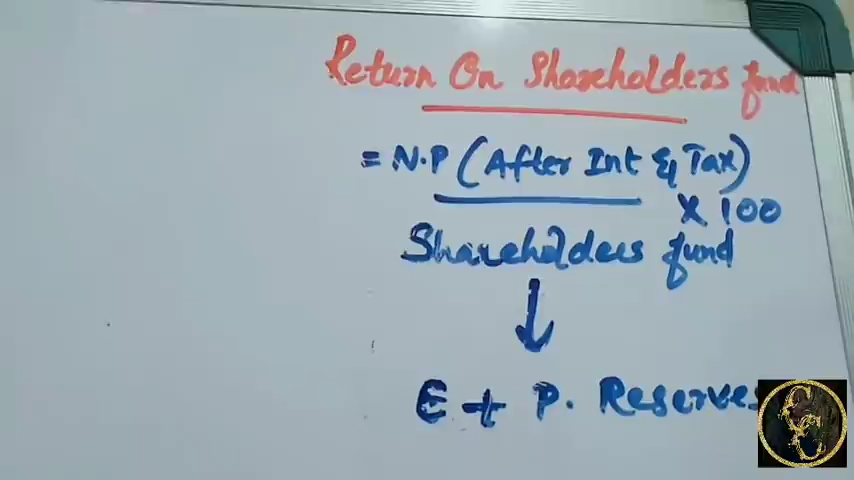 Return On Shareholders fund
= N.P (After Int & Tax)
X 100
Shareholders fund
↓
E + P. Reserves